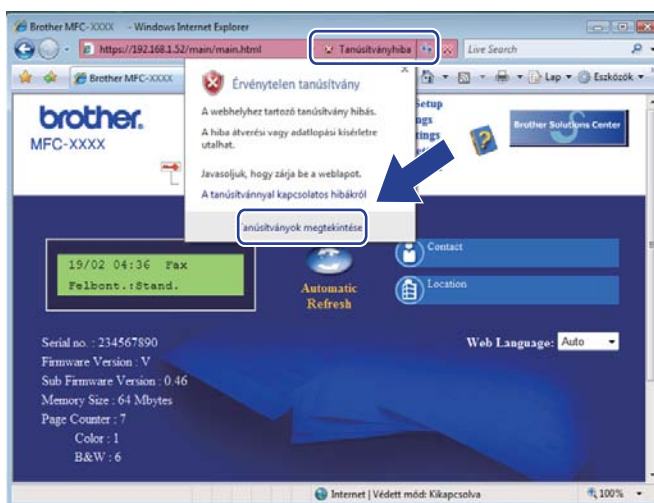 Brother MFC-XXXX - Windows Internet Explorer
https://192.168.1.52/main/main.html
Tanúsítványhiba
Live Search
Brother MFC-XXXX
Lap
Eszközök
Érvénytelen tanúsítvány
A webhelyhez tartozó tanúsítvány hibás.
A hiba átverési vagy adatlopási kísérletre
utalhat.
Javasoljuk, hogy zárja be a weblapot.
A tanúsítvánnyal kapcsolatos hibákról
anúsítványok megtekintése
brother.
MFC-XXXX
Setup
Brother Solutions Center
19/02 04:36 Fax
Felbont.:Stand.
Automatic
Refresh
Contact
Location
Serial no. : 234567890
Firmware Version : V
Sub Firmware Version : 0.46
Memory Size : 64 Mbytes
Page Counter : 7
Color : 1
B&W : 6
Web Language: Auto
Internet | Védett mód: Kikapcsolva
100%